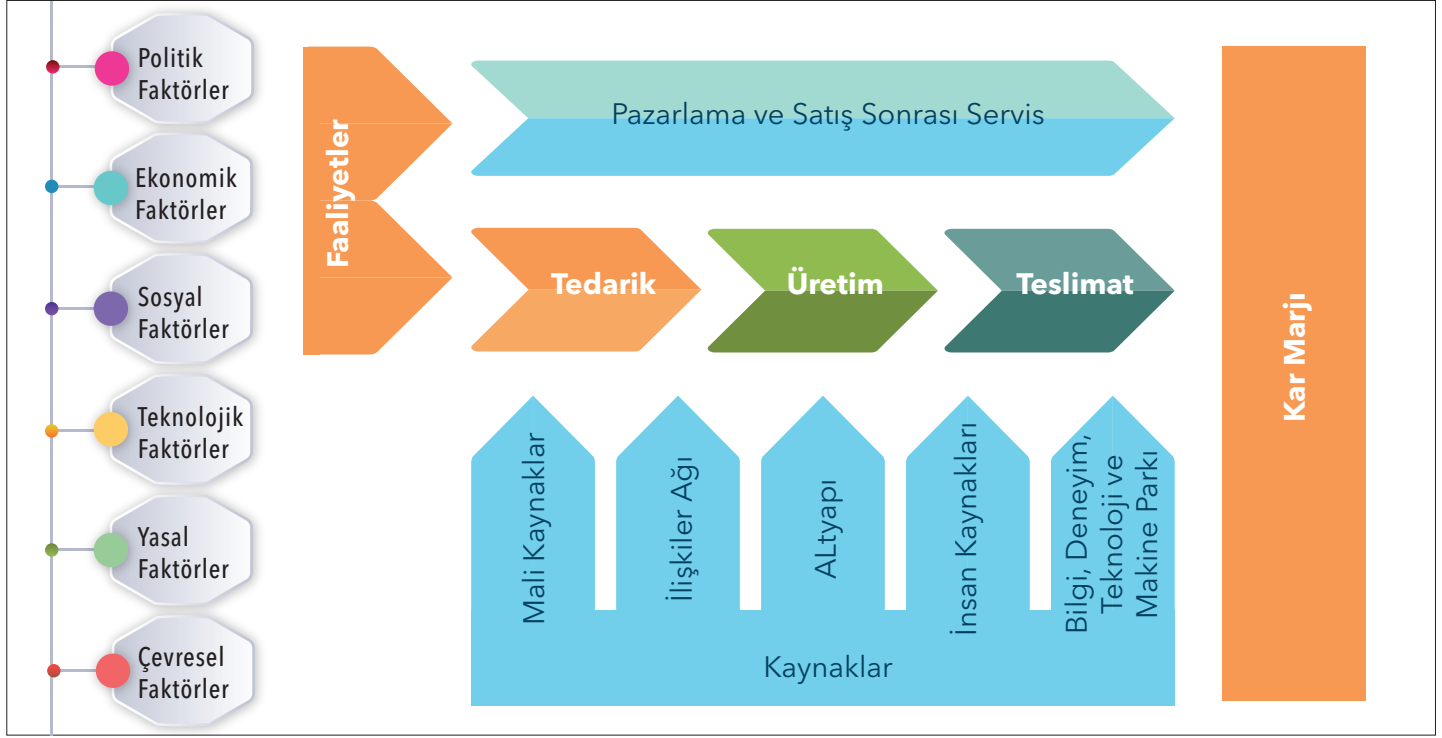 Politik
Faktörler
Ekonomik
Faktörler
Sosyal
Faktörler
Teknolojik
Faktörler
Yasal
Faktörler
Çevresel
Faktörler
Faaliyetler
Pazarlama ve Satış Sonrası Servis
Tedarik
Üretim
Teslimat
Mali Kaynaklar
İlişkiler Ağı
ALtyapı
İnsan Kaynakları
Bilgi, Deneyim,
Teknoloji ve
Makine Parkı
Kaynaklar
Kar Marjı